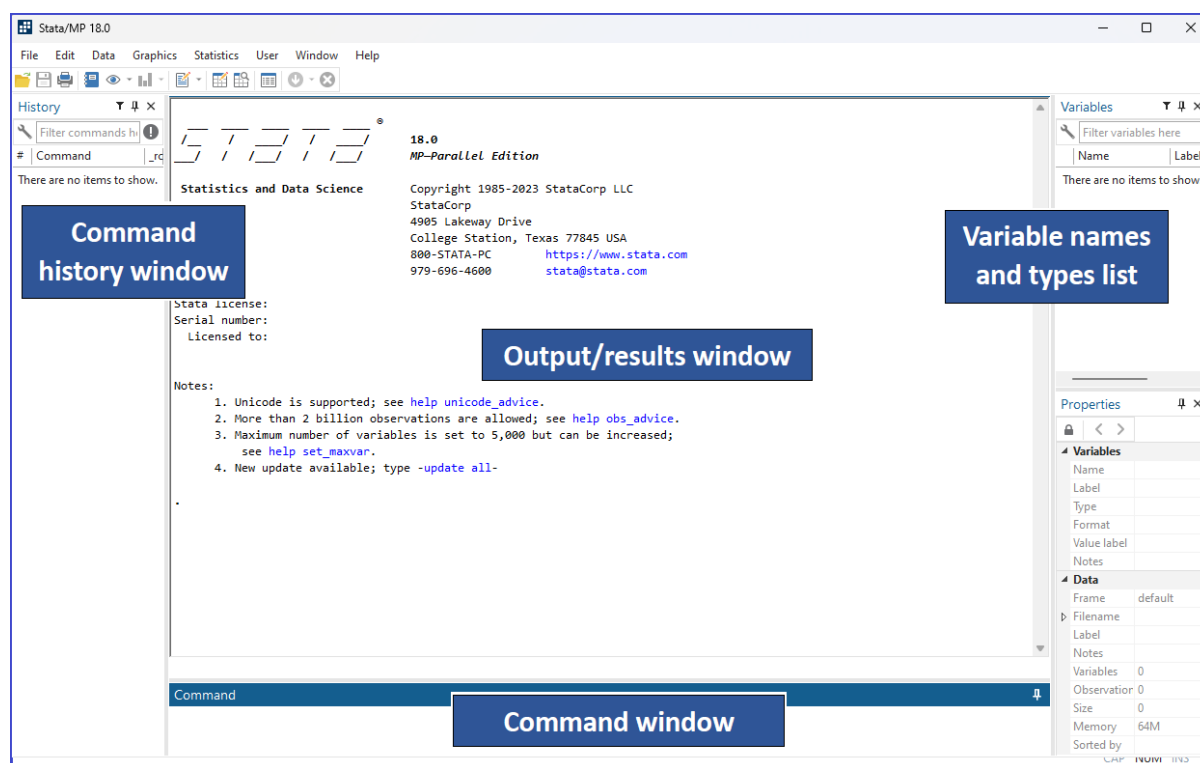 Stata/MP 18.0
File Edit Data Graphics Statistics User Window Help
History
Filter commands h
# Command _rc
There are no items to show.
Command
history window
stata ®
18.0
MP—Parallel Edition
Statistics and Data Science
Copyright 1985-2023 StataCorp LLC
StataCorp
4905 Lakeway Drive
College Station, Texas 77845 USA
800-STATA-PC https://www.stata.com
979-696-4600 stata@stata.com
Stata license:
Serial number:
Licensed to:
Output/results window
Notes:
1. Unicode is supported; see help unicode_advice.
2. More than 2 billion observations are allowed; see help obs_advice.
3. Maximum number of variables is set to 5,000 but can be increased;
see help set_maxvar.
4. New update available; type -update all-
.
Command
Command window
Variables
Filter variables here
Name Label
There are no items to show
Variable names
and types list
Properties
Variables
Name
Label
Type
Format
Value label
Notes
Data
Frame default
Filename
Label
Notes
Variables 0
Observation 0
Size 0
Memory 64M
Sorted by
CAP NUM INS